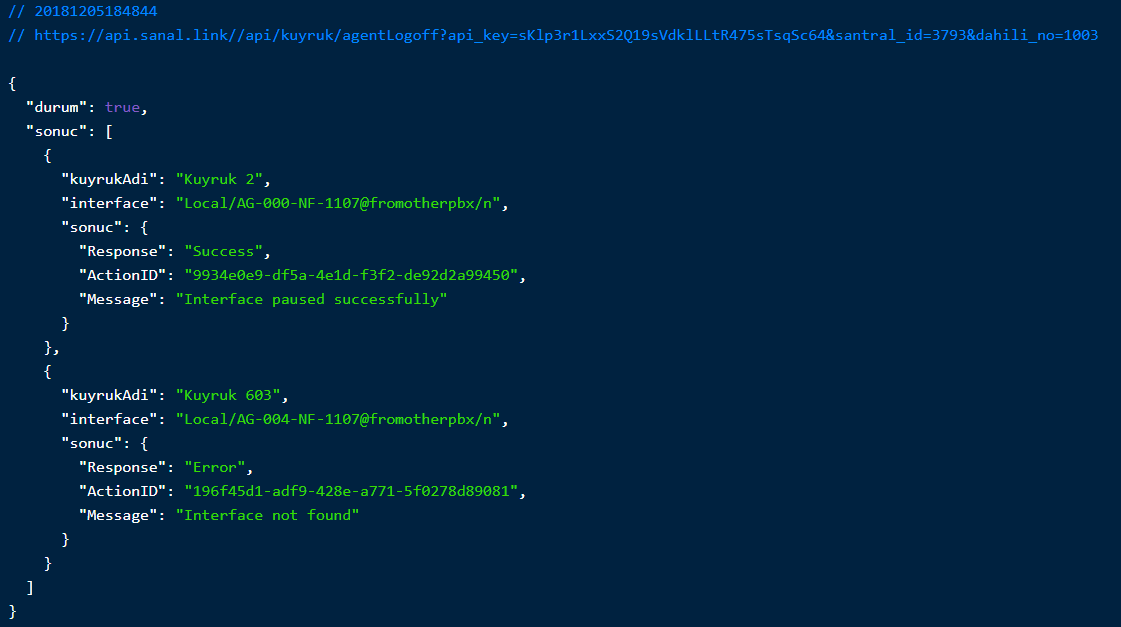 // 20181205184844
// https://api.sanal.link//api/kuyruk/agentLogoff?api_key=sKlp3r1LxxS2Q19sVdklLLtR475sTsqSc64&santral_id=3793&dahili_no=1003
{
"durum": true,
"sonuc": [
{
"kuyrukAdi": "Kuyruk 2",
"interface": "Local/AG-000-NF-1107@fromotherpbx/n",
"sonuc": {
"Response": "Success",
"ActionID": "9934e0e9-df5a-4e1d-f3f2-de92d2a99450",
"Message": "Interface paused successfully"
}
},
{
"kuyrukAdi": "Kuyruk 603",
"interface": "Local/AG-004-NF-1107@fromotherpbx/n",
"sonuc": {
"Response": "Error",
"ActionID": "196f45d1-adf9-428e-a771-5f0278d89081",
"Message": "Interface not found"
}
}
]
}